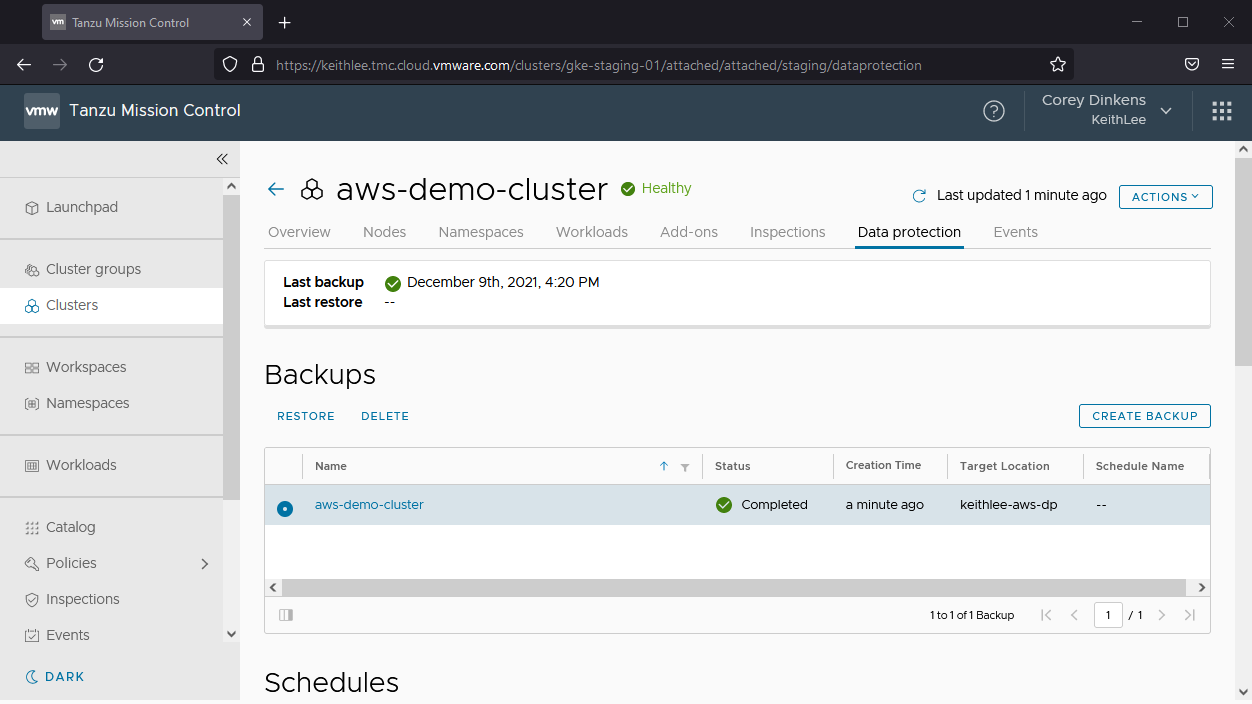 vm Tanzu Mission Control
https://keithlee.tmc.cloud.vmware.com/clusters/gke-staging-01/attached/attached/staging/dataprotection
vmw Tanzu Mission Control
? Corey Dinkens
KeithLee
Launchpad
Cluster groups
Clusters
Workspaces
Namespaces
Workloads
Catalog
Policies
Inspections
Events
DARK
aws-demo-cluster Healthy
Last updated 1 minute ago ACTIONS
Overview Nodes Namespaces Workloads Add-ons Inspections Data protection Events
Last backup December 9th, 2021, 4:20 PM
Last restore --
Backups
RESTORE DELETE CREATE BACKUP
Name Status Creation Time Target Location Schedule Name
aws-demo-cluster Completed a minute ago keithlee-aws-dp --
1 to 1 of 1 Backup 1 / 1
Schedules